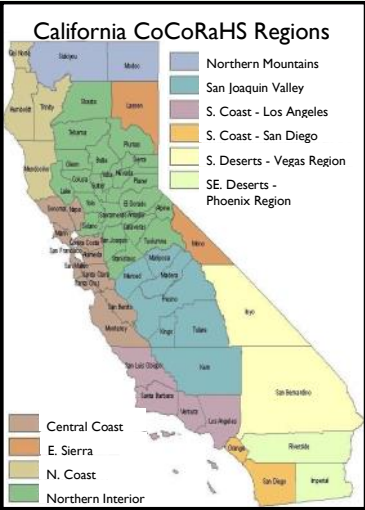 California CoCoRaHS Regions
Northern Mountains
San Joaquin Valley
S. Coast - Los Angeles
S. Coast - San Diego
S. Deserts - Vegas Region
SE. Deserts -
Phoenix Region
Del Norte
Siskiyou
Modoc
Humboldt
Trinity
Shasta
Lassen
Tehama
Plumas
Mendocino
Glenn
Butte
Sierra
Colusa
Yuba
Nevada
Placer
Lake
Sutter
Yolo
El Dorado
Sonoma
Napa
Sacramento
Amador
Alpine
Solano
Calaveras
Marin
Contra Costa
San Joaquin
Tuolumne
Mono
San Francisco
Alameda
Stanislaus
Mariposa
San Mateo
Santa Clara
Merced
Madera
Santa Cruz
Fresno
Inyo
San Benito
Monterey
Kings
Tulare
San Luis Obispo
Kern
San Bernardino
Santa Barbara
Ventura
Los Angeles
Orange
Riverside
San Diego
Imperial
Central Coast
E. Sierra
N. Coast
Northern Interior